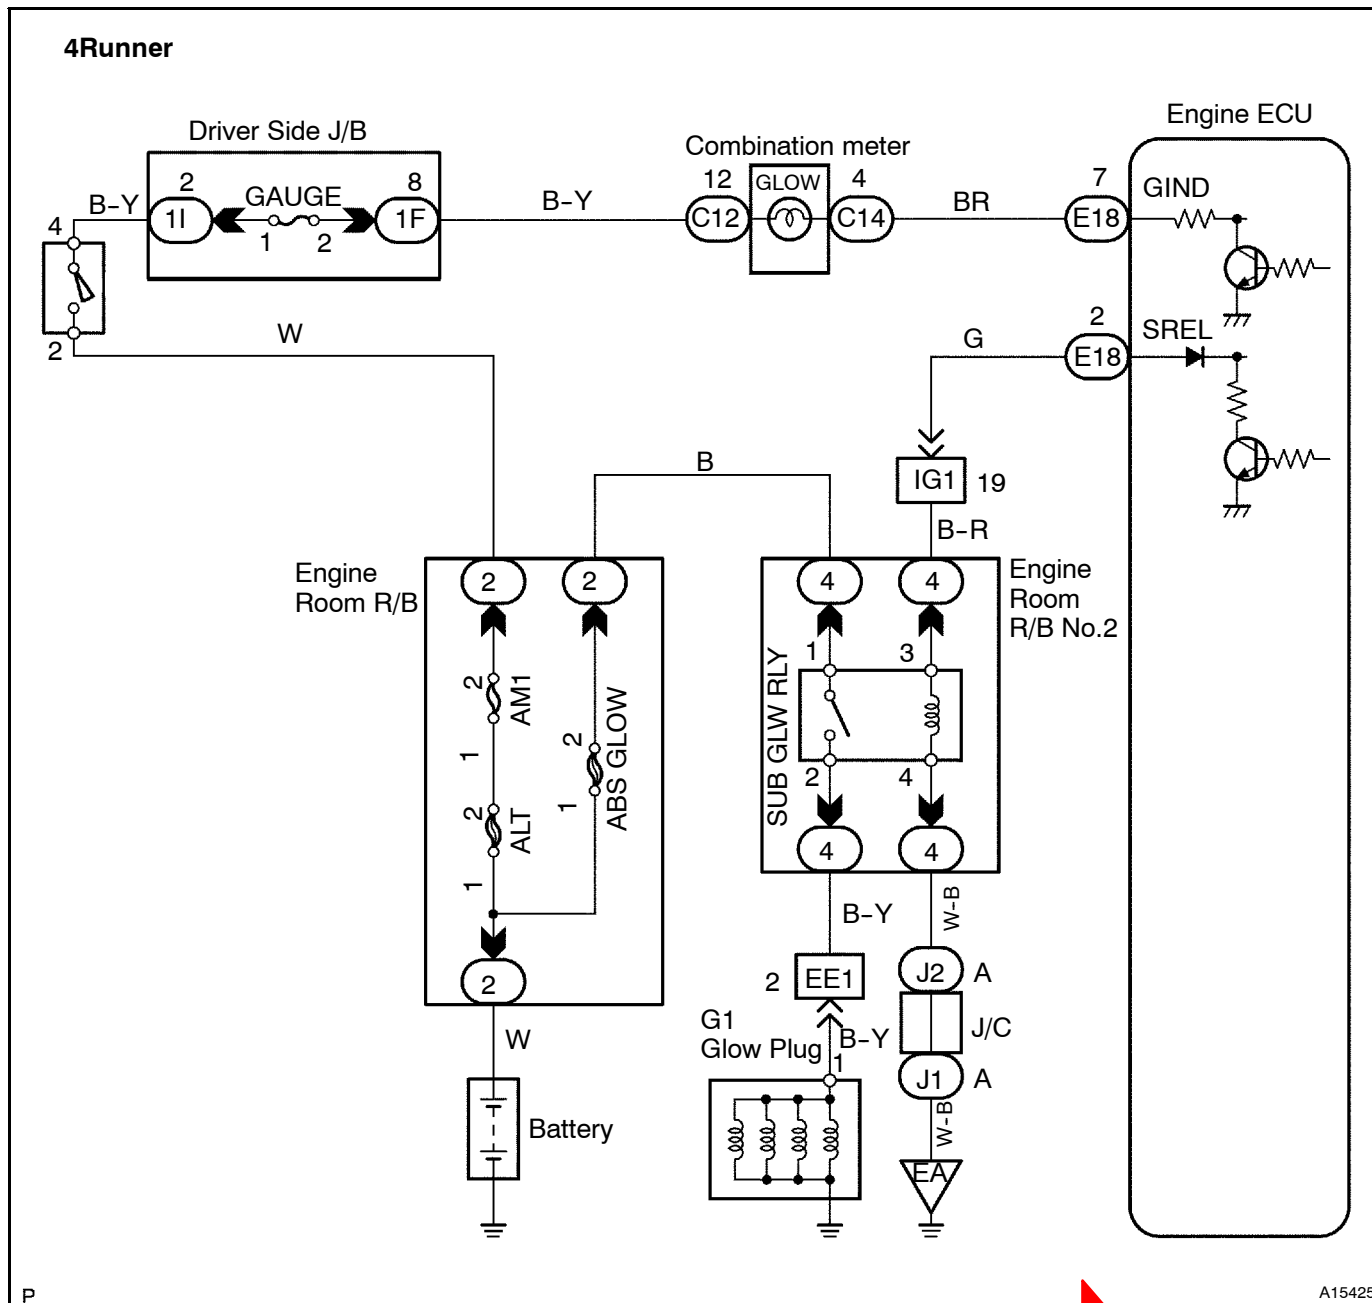 4Runner
Engine ECU
Driver Side J/B
Combination meter
2
GAUGE
8
12
GLOW
4
7
GIND
B-Y
1I
1F
B-Y
C12
C14
BR
E18
4
1
2
2
W
G
2
E18
SREL
B
IG1
19
B-R
Engine
Room R/B
2
2
4
4
Engine
Room
R/B No.2
SUB GLW RLY
1
3
2
AM1
1
2
ABS GLOW
1
2
4
2
ALT
1
4
4
B-Y
W-B
2
2
EE1
J2
A
G1
Glow Plug
B-Y
1
J/C
W
J1
A
Battery
W-B
EA
P
A15425